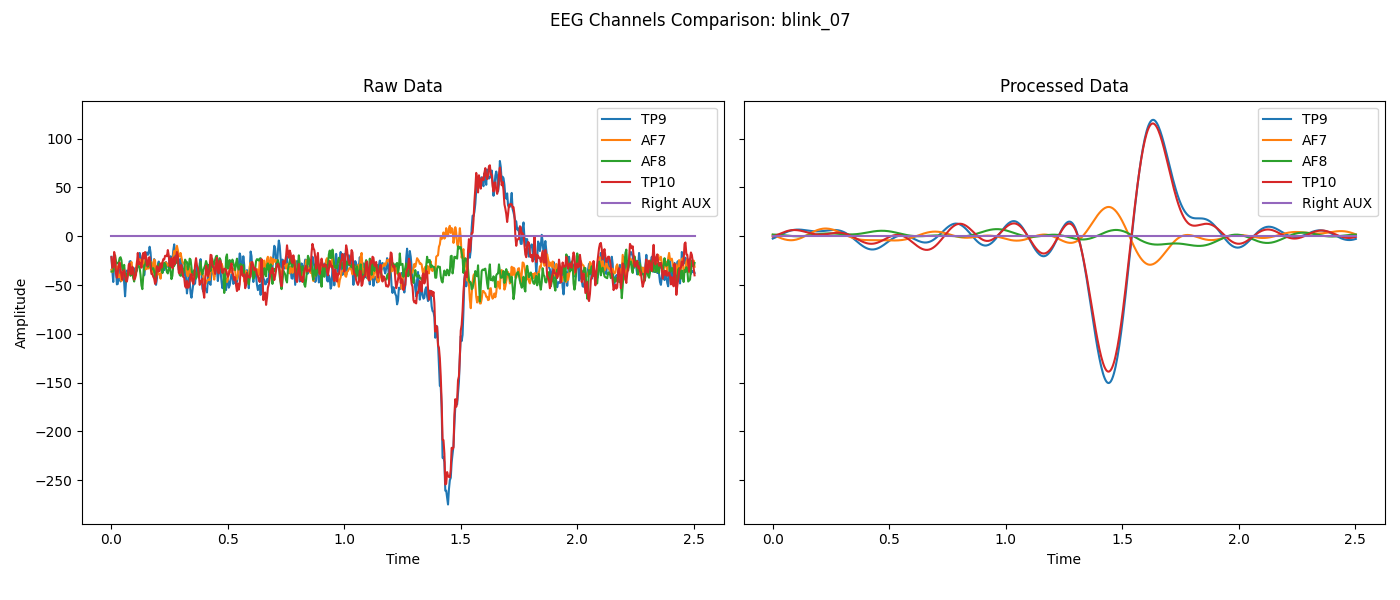 EEG Channels Comparison: blink_07
Raw Data
Processed Data
TP9
AF7
AF8
TP10
Right AUX
TP9
AF7
AF8
TP10
Right AUX
100
50
0
−50
−100
−150
−200
−250
Amplitude
0.0 0.5 1.0 1.5 2.0 2.5
0.0 0.5 1.0 1.5 2.0 2.5
Time
Time